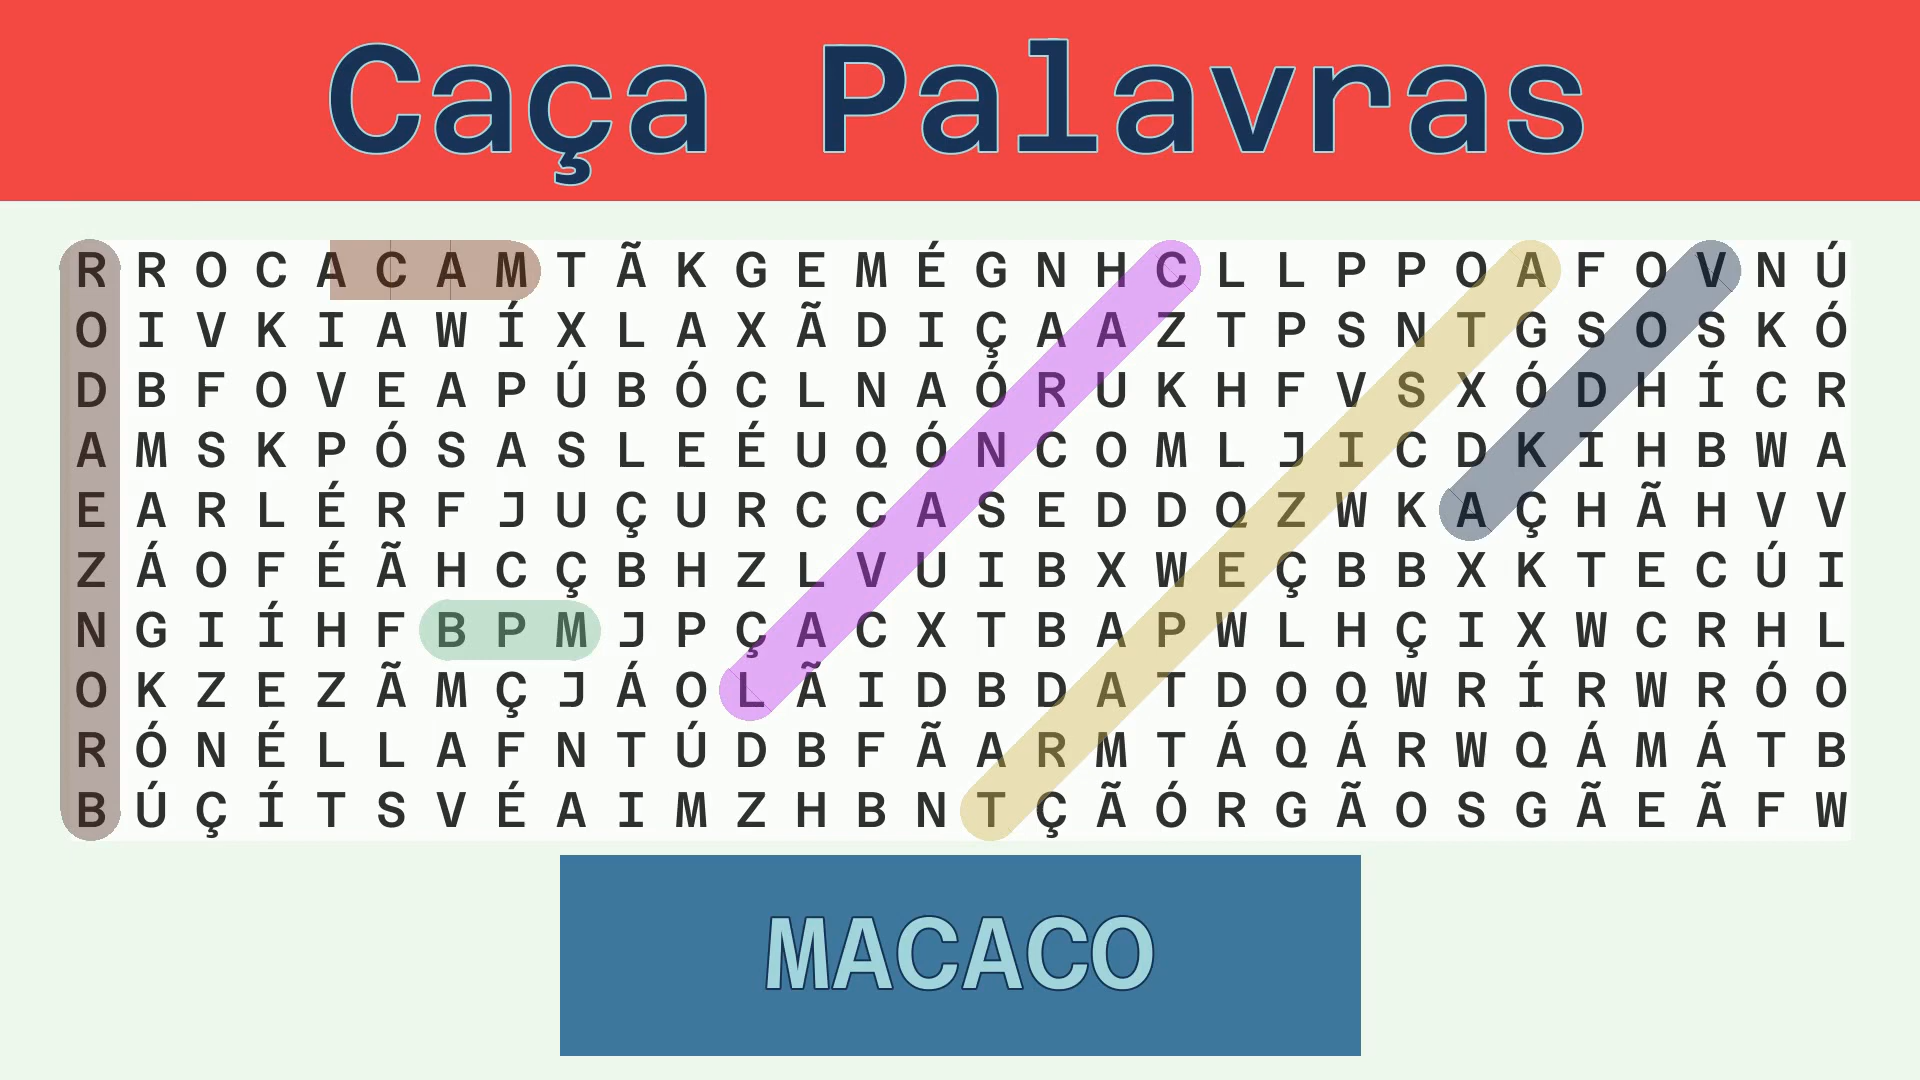 Caça Palavras
R R O C A C A M T Ã K G E M É G N H C L L P P O A F O V N Ú
O I V K I A W Í X L A X Ã D I Ç A A Z T P S N T G S O S K Ó
D B F O V E A P Ú B Ó C L N A Ó R U K H F V S X Ó D H Í C R
A M S K P Ó S A S L E É U Q Ó N C O M L J I C D K I H B W A
E A R L É R F J U Ç U R C C A S E D D Q Z W K A Ç H Ã H V V
Z Á O F É Ã H C Ç B H Z L V U I B X W E Ç B B X K T E C Ú I
N G I Í H F B P M J P Ç A C X T B A P W L H Ç I X W C R H L
O K Z E Z Ã M Ç J Á O L Ã I D B D A T D O Q W R Í R W R Ó O
R Ó N É L L A F N T Ú D B F Ã A R M T Á Q Á R W Q Á M Á T B
B Ú Ç Í T S V É A I M Z H B N T Ç Ã Ó R G Ã O S G Ã E Ã F W
MACACO